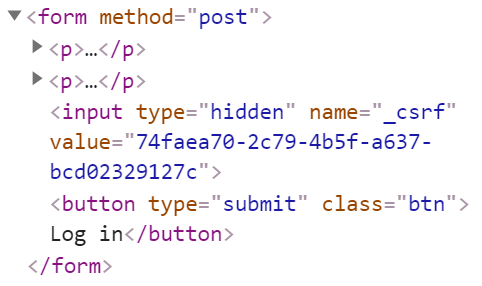 ▼<form method="post">
▶<p>…</p>
▶<p>…</p>
<input type="hidden" name="_csrf"
value="74faea70-2c79-4b5f-a637-
bcd02329127c">
<button type="submit" class="btn">
Log in</button>
</form>